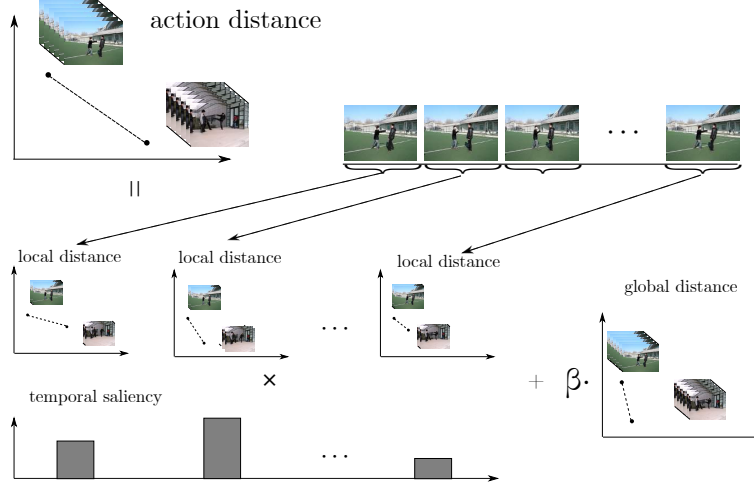 action distance
. . .
=
local distance
local distance
local distance
global distance
. . .
×
+ β·
temporal saliency
. . .